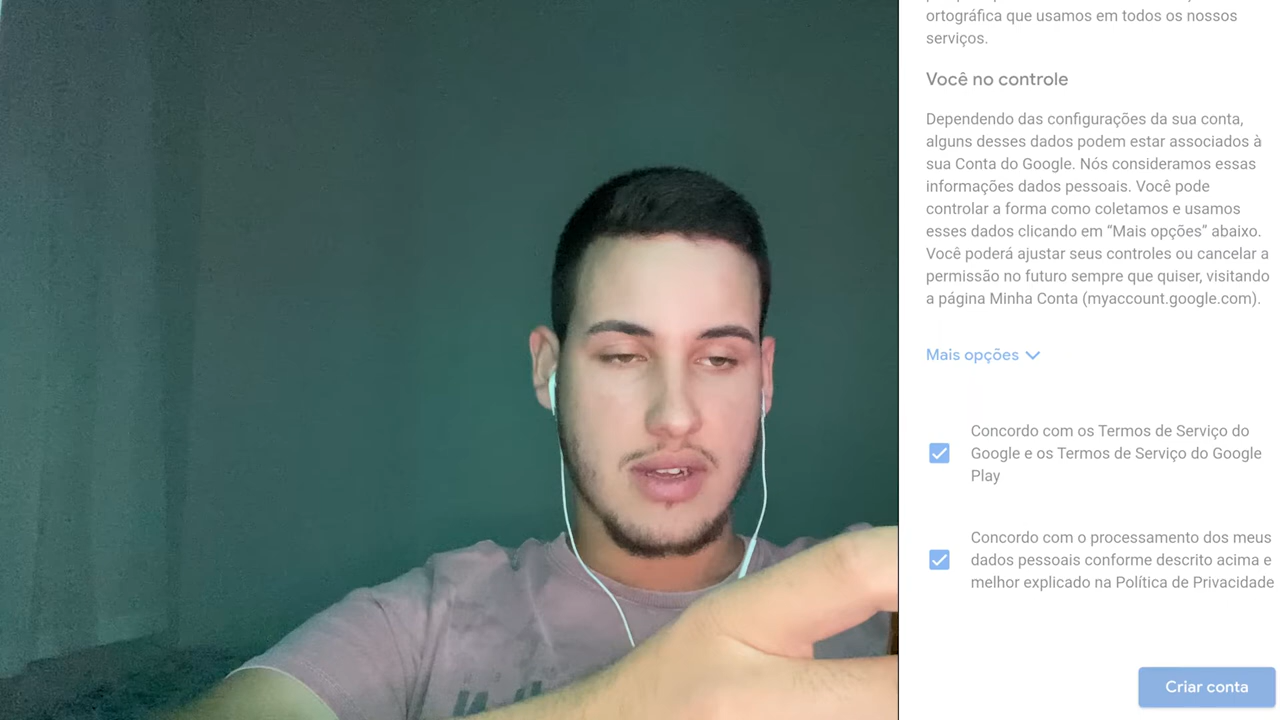 ortográfica que usamos em todos os nossos
serviços.
Você no controle
Dependendo das configurações da sua conta,
alguns desses dados podem estar associados à
sua Conta do Google. Nós consideramos essas
informações dados pessoais. Você pode
controlar a forma como coletamos e usamos
esses dados clicando em “Mais opções” abaixo.
Você poderá ajustar seus controles ou cancelar a
permissão no futuro sempre que quiser, visitando
a página Minha Conta (myaccount.google.com).
Mais opções
Concordo com os Termos de Serviço do
Google e os Termos de Serviço do Google
Play
Concordo com o processamento dos meus
dados pessoais conforme descrito acima e
melhor explicado na Política de Privacidade
Criar conta